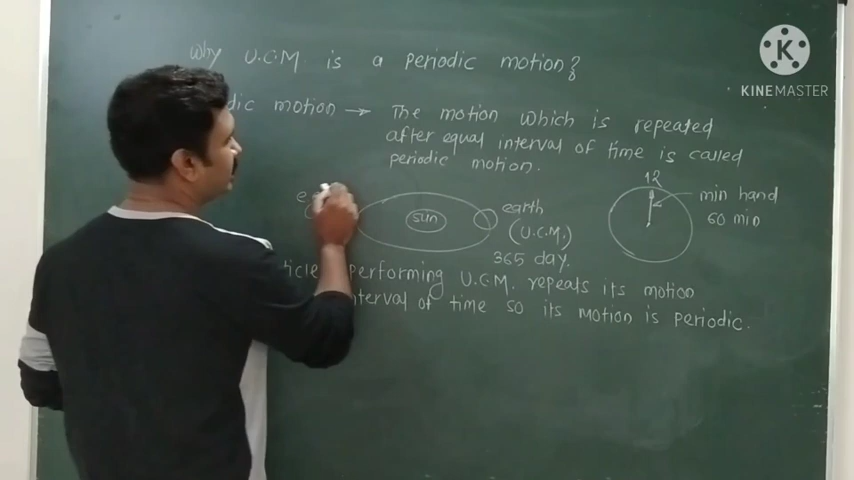 Why U.C.M is a periodic motion?
dic motion → The motion which is repeated
after equal interval of time is called
periodic motion.
sun
earth
(U.C.M.)
365 day.
12
min hand
60 min
performing U.C.M. repeats its motion
interval of time so its motion is periodic.
K
KINEMASTER